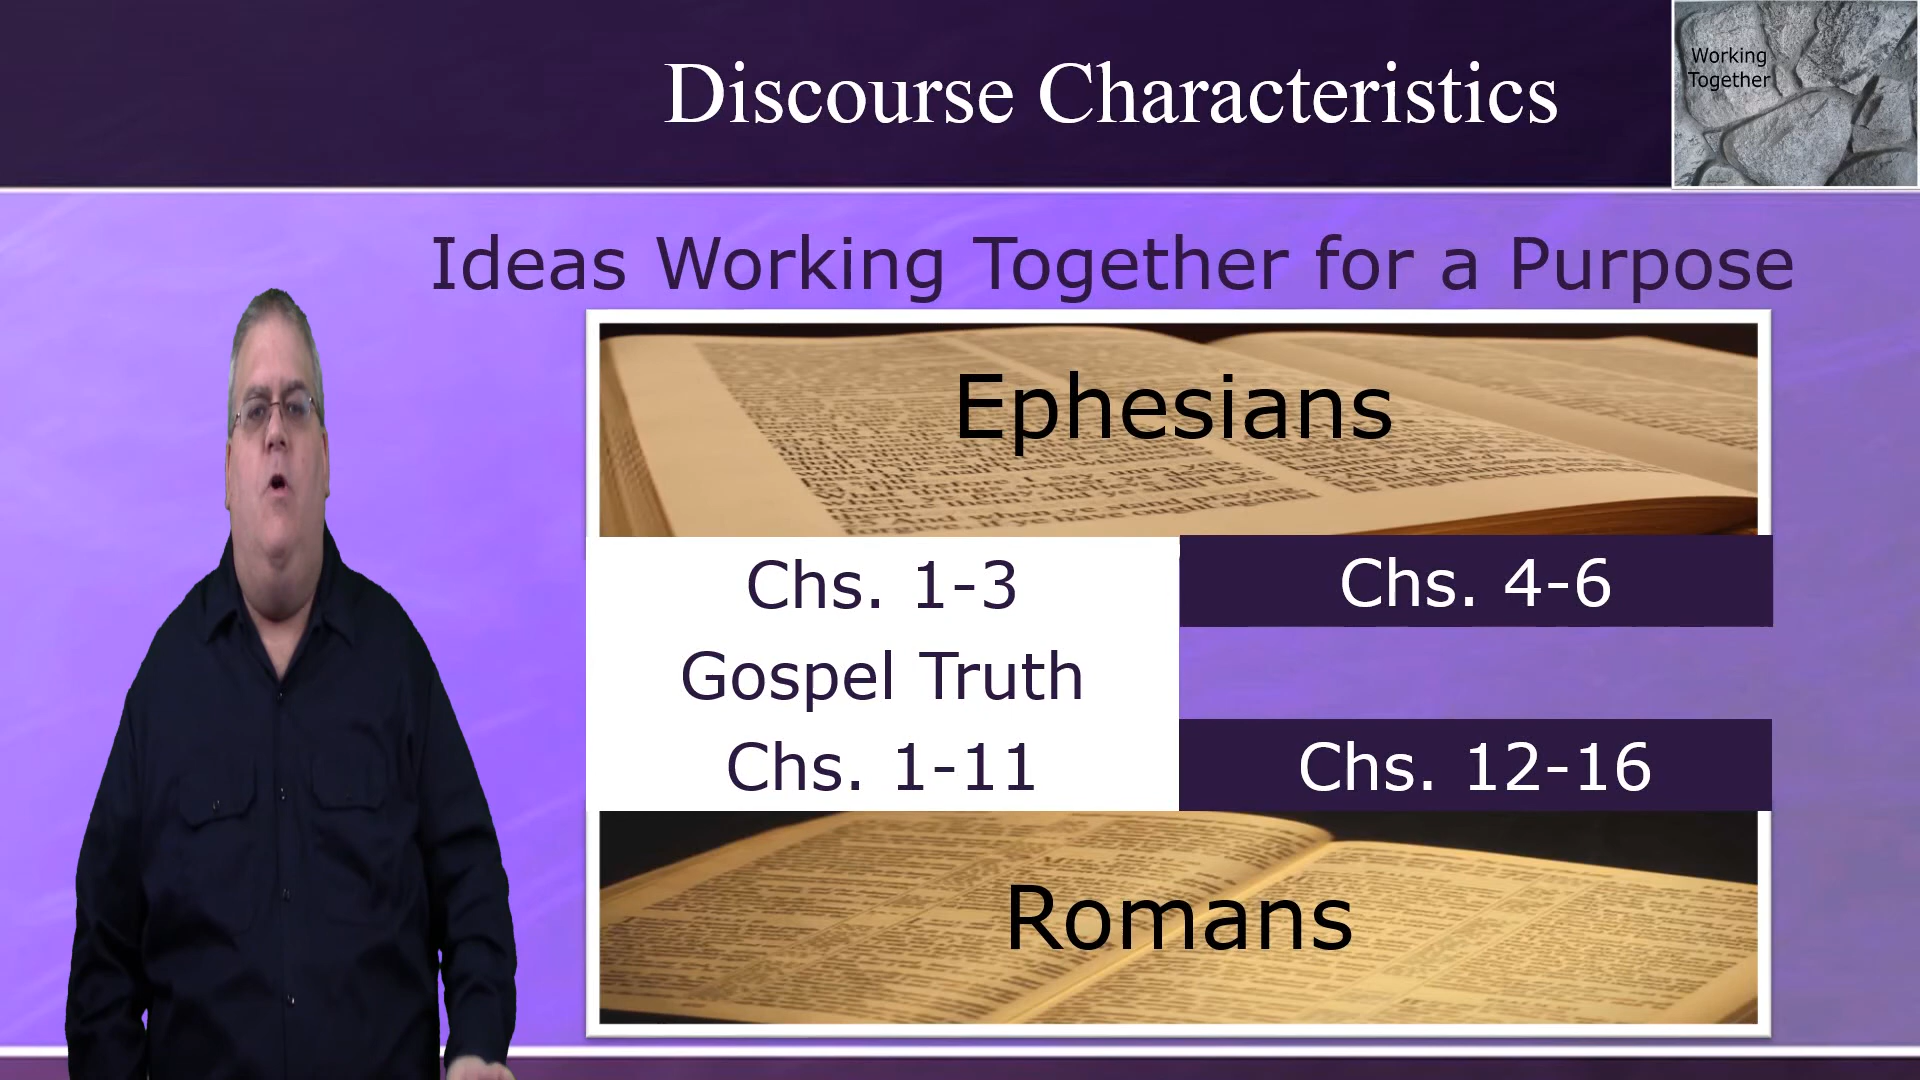 Discourse Characteristics
Working
Together
Ideas Working Together for a Purpose
Ephesians
Chs. 1-3
Chs. 4-6
Gospel Truth
Chs. 1-11
Chs. 12-16
Romans